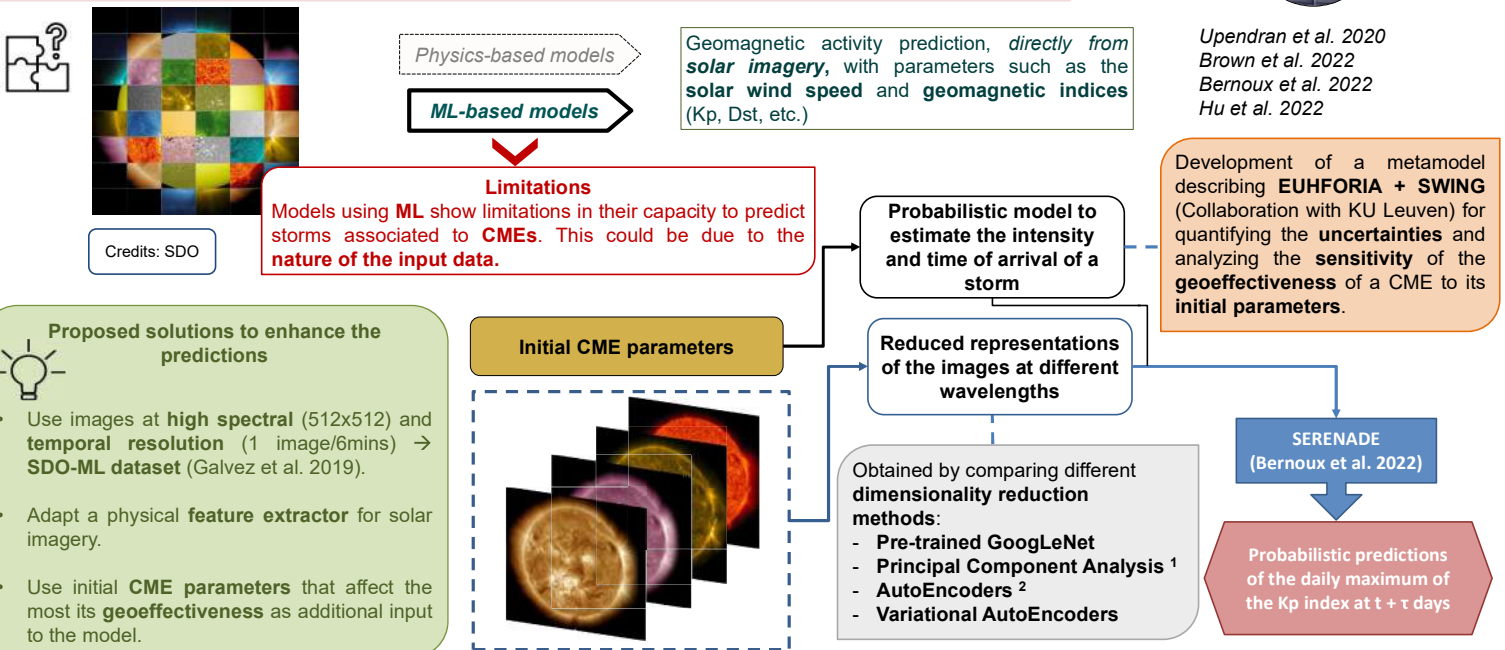 Physics-based models
ML-based models
Geomagnetic activity prediction, directly from
solar imagery, with parameters such as the
solar wind speed and geomagnetic indices
(Kp, Dst, etc.)
Upendran et al. 2020
Brown et al. 2022
Bernoux et al. 2022
Hu et al. 2022
Credits: SDO
Limitations
Models using ML show limitations in their capacity to predict
storms associated to CMEs. This could be due to the
nature of the input data.
Probabilistic model to
estimate the intensity
and time of arrival of a
storm
Development of a metamodel
describing EUHFORIA + SWING
(Collaboration with KU Leuven) for
quantifying the uncertainties and
analyzing the sensitivity of the
geoeffectiveness of a CME to its
initial parameters.
Proposed solutions to enhance the
predictions
• Use images at high spectral (512x512) and
temporal resolution (1 image/6mins) →
SDO-ML dataset (Galvez et al. 2019).
• Adapt a physical feature extractor for solar
imagery.
• Use initial CME parameters that affect the
most its geoeffectiveness as additional input
to the model.
Initial CME parameters
Reduced representations
of the images at different
wavelengths
Obtained by comparing different
dimensionality reduction
methods:
- Pre-trained GoogLeNet
- Principal Component Analysis ¹
- AutoEncoders ²
- Variational AutoEncoders
SERENADE
(Bernoux et al. 2022)
Probabilistic predictions
of the daily maximum of
the Kp index at t + τ days